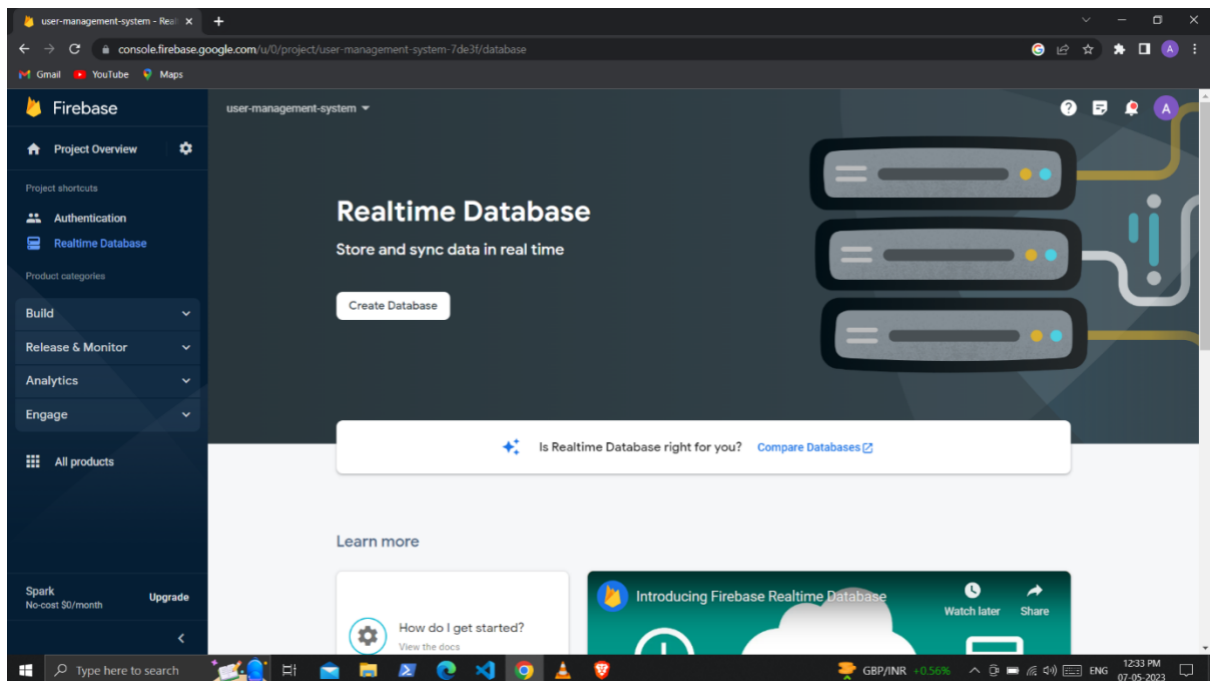 user-management-system - Real
console.firebase.google.com/u/0/project/user-management-system-7de3f/database
A
Gmail YouTube Maps
Firebase
user-management-system
A
Project Overview
Project shortcuts
Authentication
Realtime Database
Product categories
Build
Release & Monitor
Analytics
Engage
All products
Spark
No-cost $0/month
Upgrade
Realtime Database
Store and sync data in real time
Create Database
Is Realtime Database right for you? Compare Databases
Learn more
How do I get started?
View the docs
Introducing Firebase Realtime Database
Watch later Share
Type here to search
GBP/INR +0.56%
ENG
12:33 PM
07-05-2023